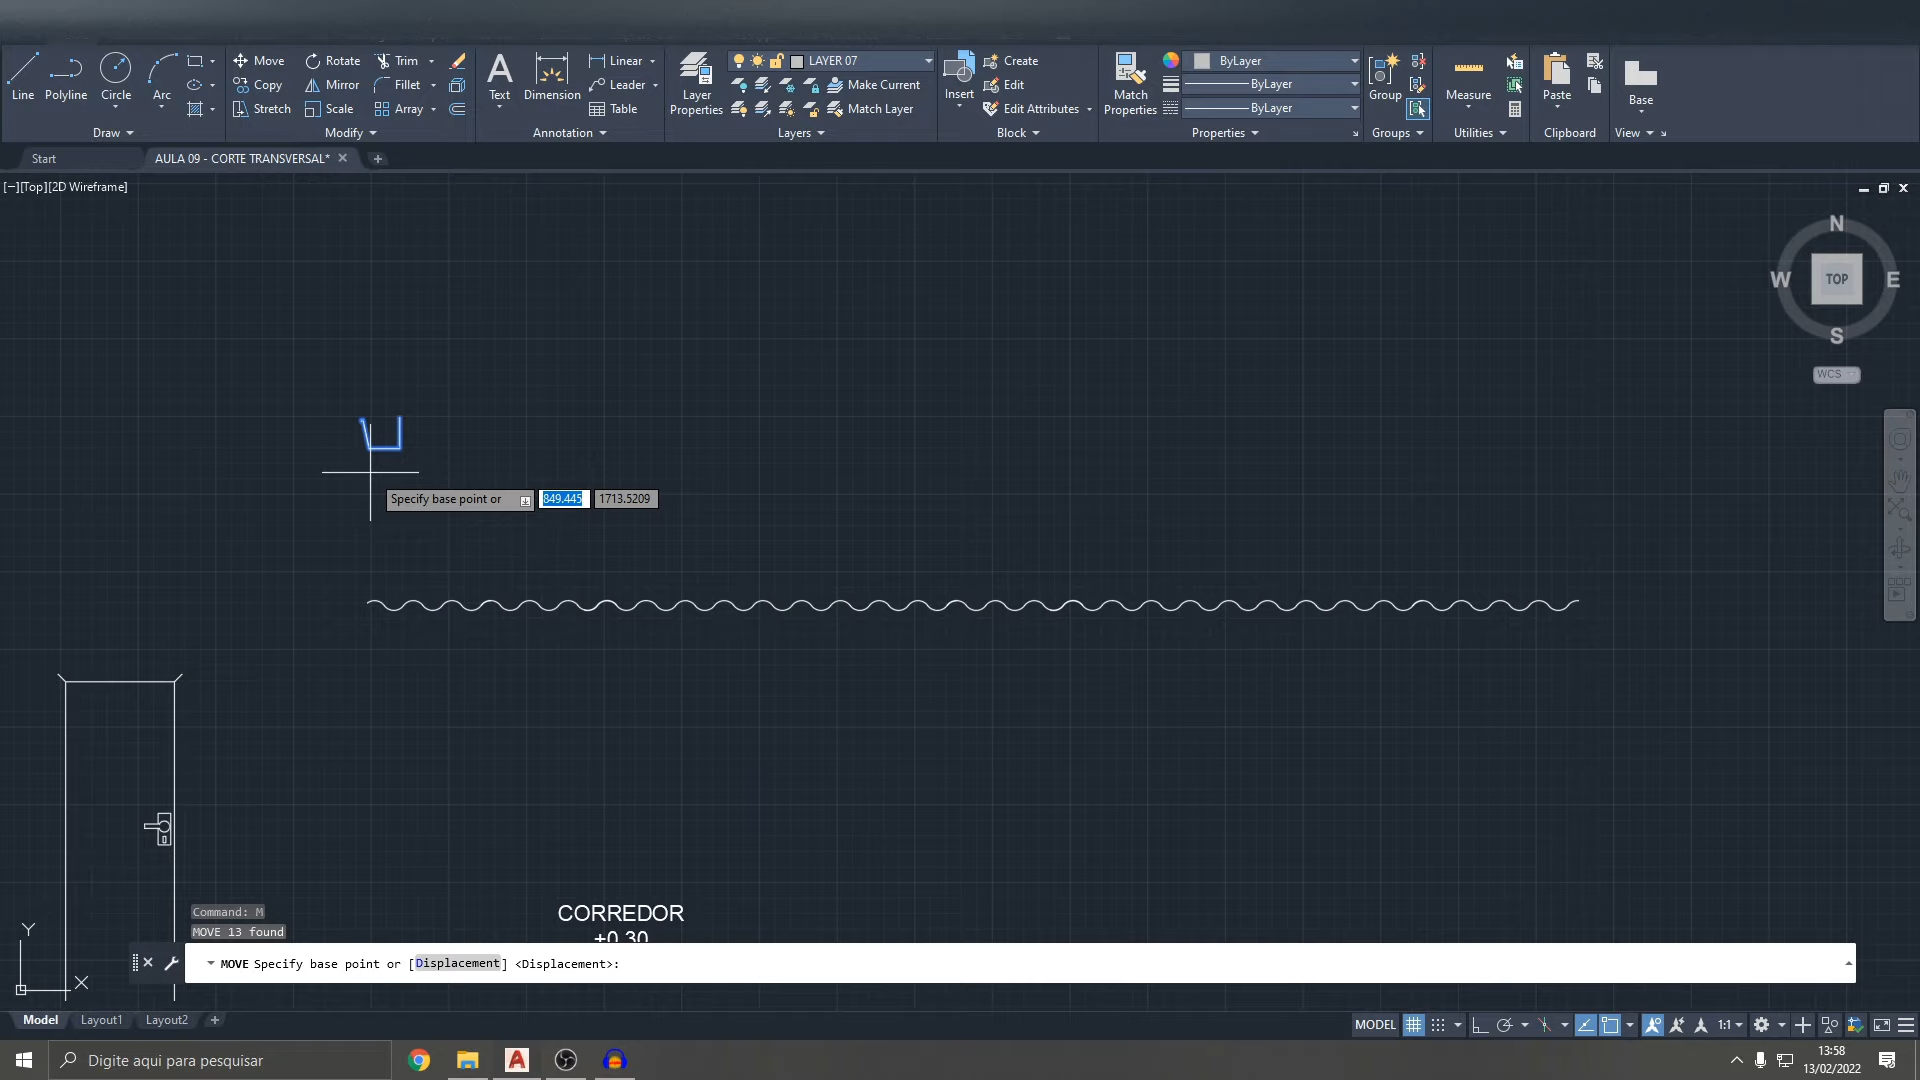 Line
Polyline
Circle
Arc
Move
Rotate
Trim
Copy
Mirror
Fillet
Stretch
Scale
Array
Text
Dimension
Linear
Leader
Table
Layer Properties
LAYER 07
Make Current
Match Layer
Insert
Create
Edit
Edit Attributes
Match Properties
ByLayer
ByLayer
ByLayer
Group
Measure
Paste
Base
Draw
Modify
Annotation
Layers
Block
Properties
Groups
Utilities
Clipboard
View
Start
AULA 09 - CORTE TRANSVERSAL*
[−][Top][2D Wireframe]
N
W
TOP
E
S
WCS
Specify base point or
849.445
1713.5209
CORREDOR
+0.30
Y
X
Command: M
MOVE 13 found
MOVE Specify base point or [Displacement] <Displacement>:
Model
Layout1
Layout2
MODEL
1:1
Digite aqui para pesquisar
13:58
13/02/2022